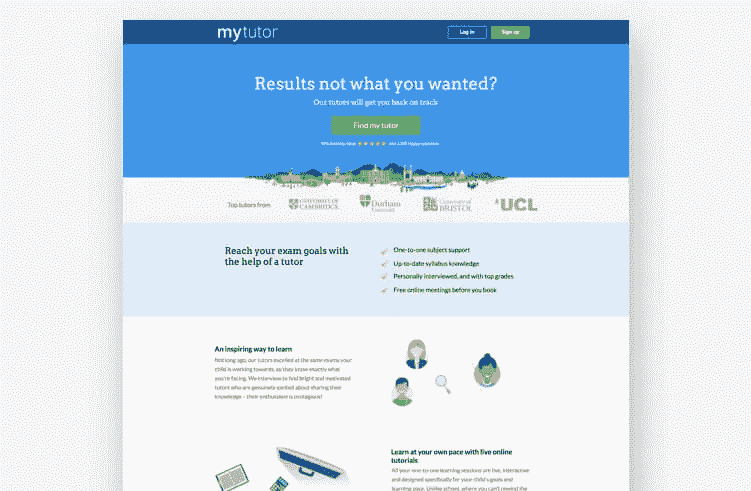 mytutor
Log in
Sign up
Results not what you wanted?
Our tutors will get you back on track
Find my tutor
Top tutors from
UNIVERSITY OF
CAMBRIDGE
Durham
University
University of
BRISTOL
UCL
Reach your exam goals with
the help of a tutor
One-to-one subject support
Up-to-date syllabus knowledge
Personally interviewed, and with top grades
Free online meetings before you book
An inspiring way to learn
Not long ago, our tutors excelled at the same exams your
child is working towards, so they know exactly what
you're facing. We interview to find bright and motivated
tutors who are genuinely excited about sharing their
knowledge - their enthusiasm is contagious!
Learn at your own pace with live online
tutorials
All your one-to-one learning sessions are live, interactive
and designed specifically for your child's goals and
learning pace. Unlike school, where you can't rewind the